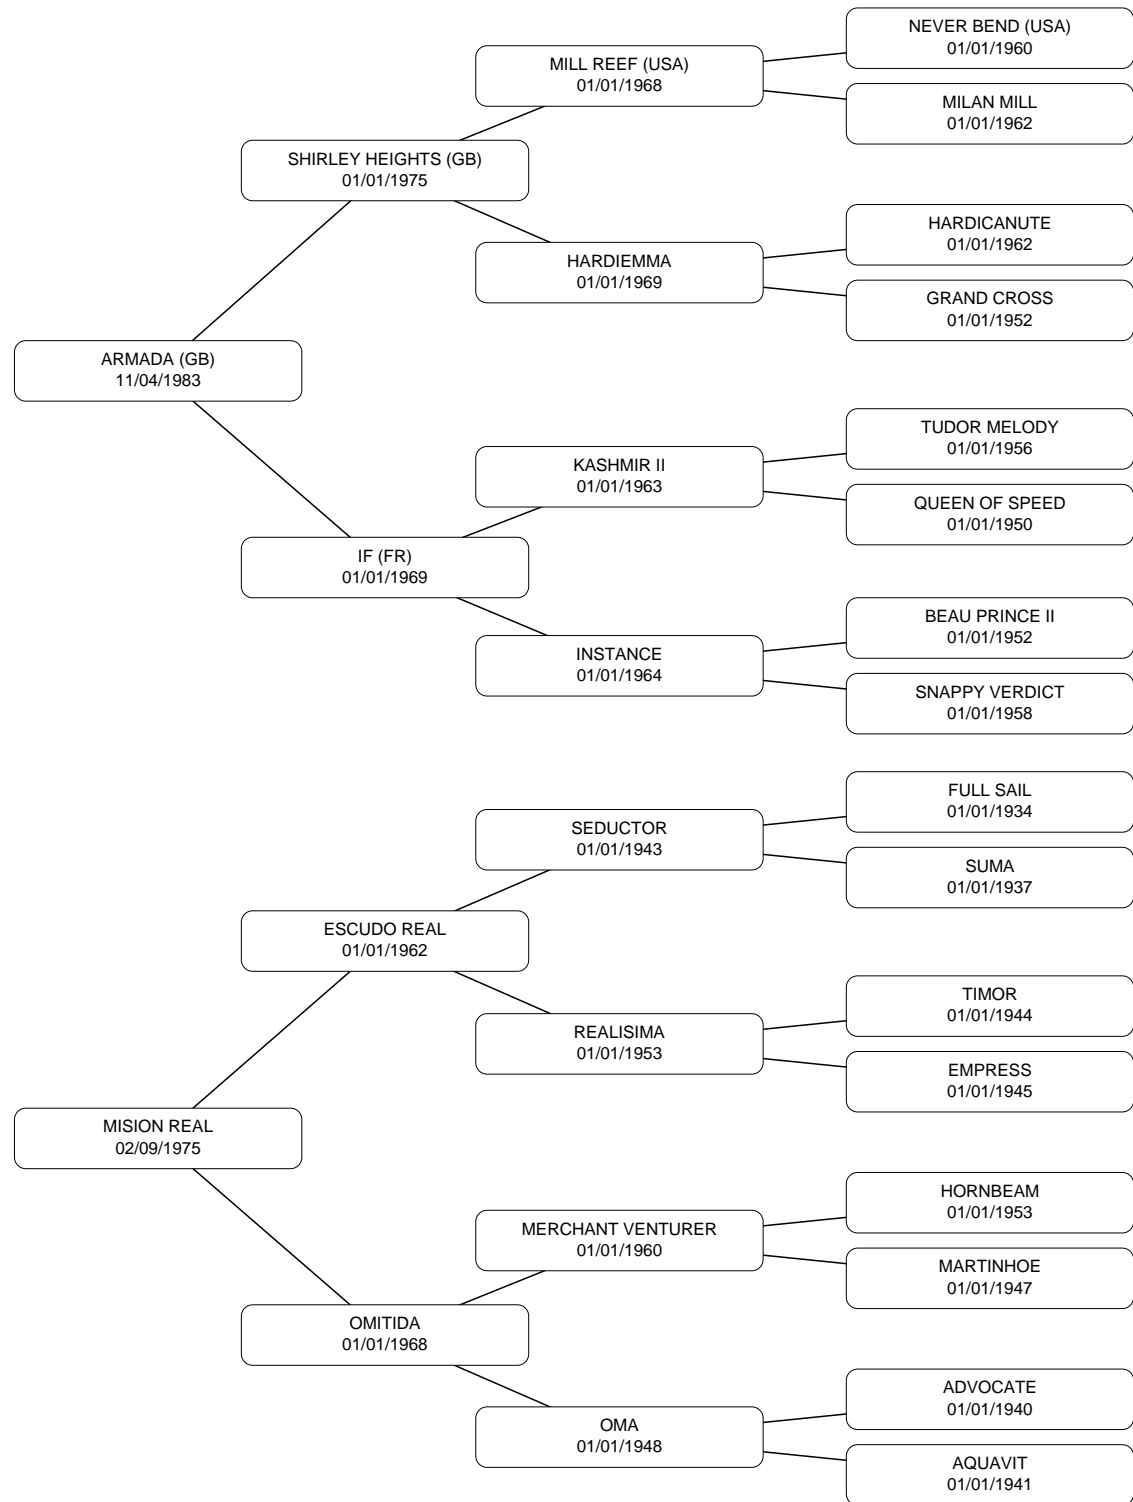 NEVER BEND (USA)
01/01/1960
MILL REEF (USA)
01/01/1968
MILAN MILL
01/01/1962
SHIRLEY HEIGHTS (GB)
01/01/1975
HARDICANUTE
01/01/1962
HARDIEMMA
01/01/1969
GRAND CROSS
01/01/1952
ARMADA (GB)
11/04/1983
TUDOR MELODY
01/01/1956
KASHMIR II
01/01/1963
QUEEN OF SPEED
01/01/1950
IF (FR)
01/01/1969
BEAU PRINCE II
01/01/1952
INSTANCE
01/01/1964
SNAPPY VERDICT
01/01/1958
FULL SAIL
01/01/1934
SEDUCTOR
01/01/1943
SUMA
01/01/1937
ESCUDO REAL
01/01/1962
TIMOR
01/01/1944
REALISIMA
01/01/1953
EMPRESS
01/01/1945
MISION REAL
02/09/1975
HORNBEAM
01/01/1953
MERCHANT VENTURER
01/01/1960
MARTINHOE
01/01/1947
OMITIDA
01/01/1968
ADVOCATE
01/01/1940
OMA
01/01/1948
AQUAVIT
01/01/1941